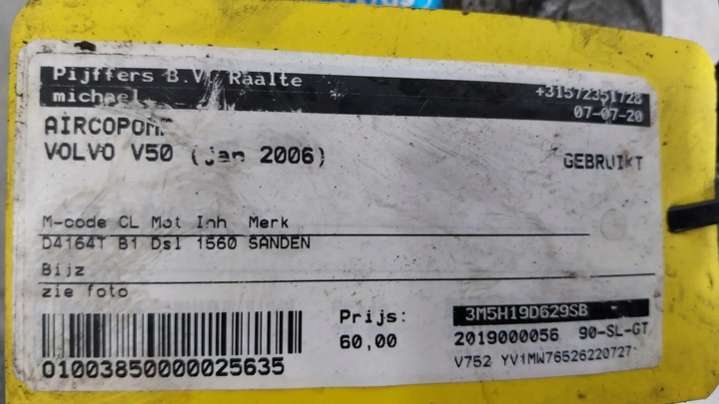 Pijffers B.V. Raalte
+31572351728
michael
07-07-20
AIRCOPOMP
VOLVO V50 (jan 2006)
GEBRUIKT
M-code CL Mot Inh Merk
D4164T B1 Dsl 1560 SANDEN
Bijz
zie foto
Prijs:
60,00
3M5H19D629SB
2019000056 90-SL-GT
V752 YV1MW76526220727
01003850000025635